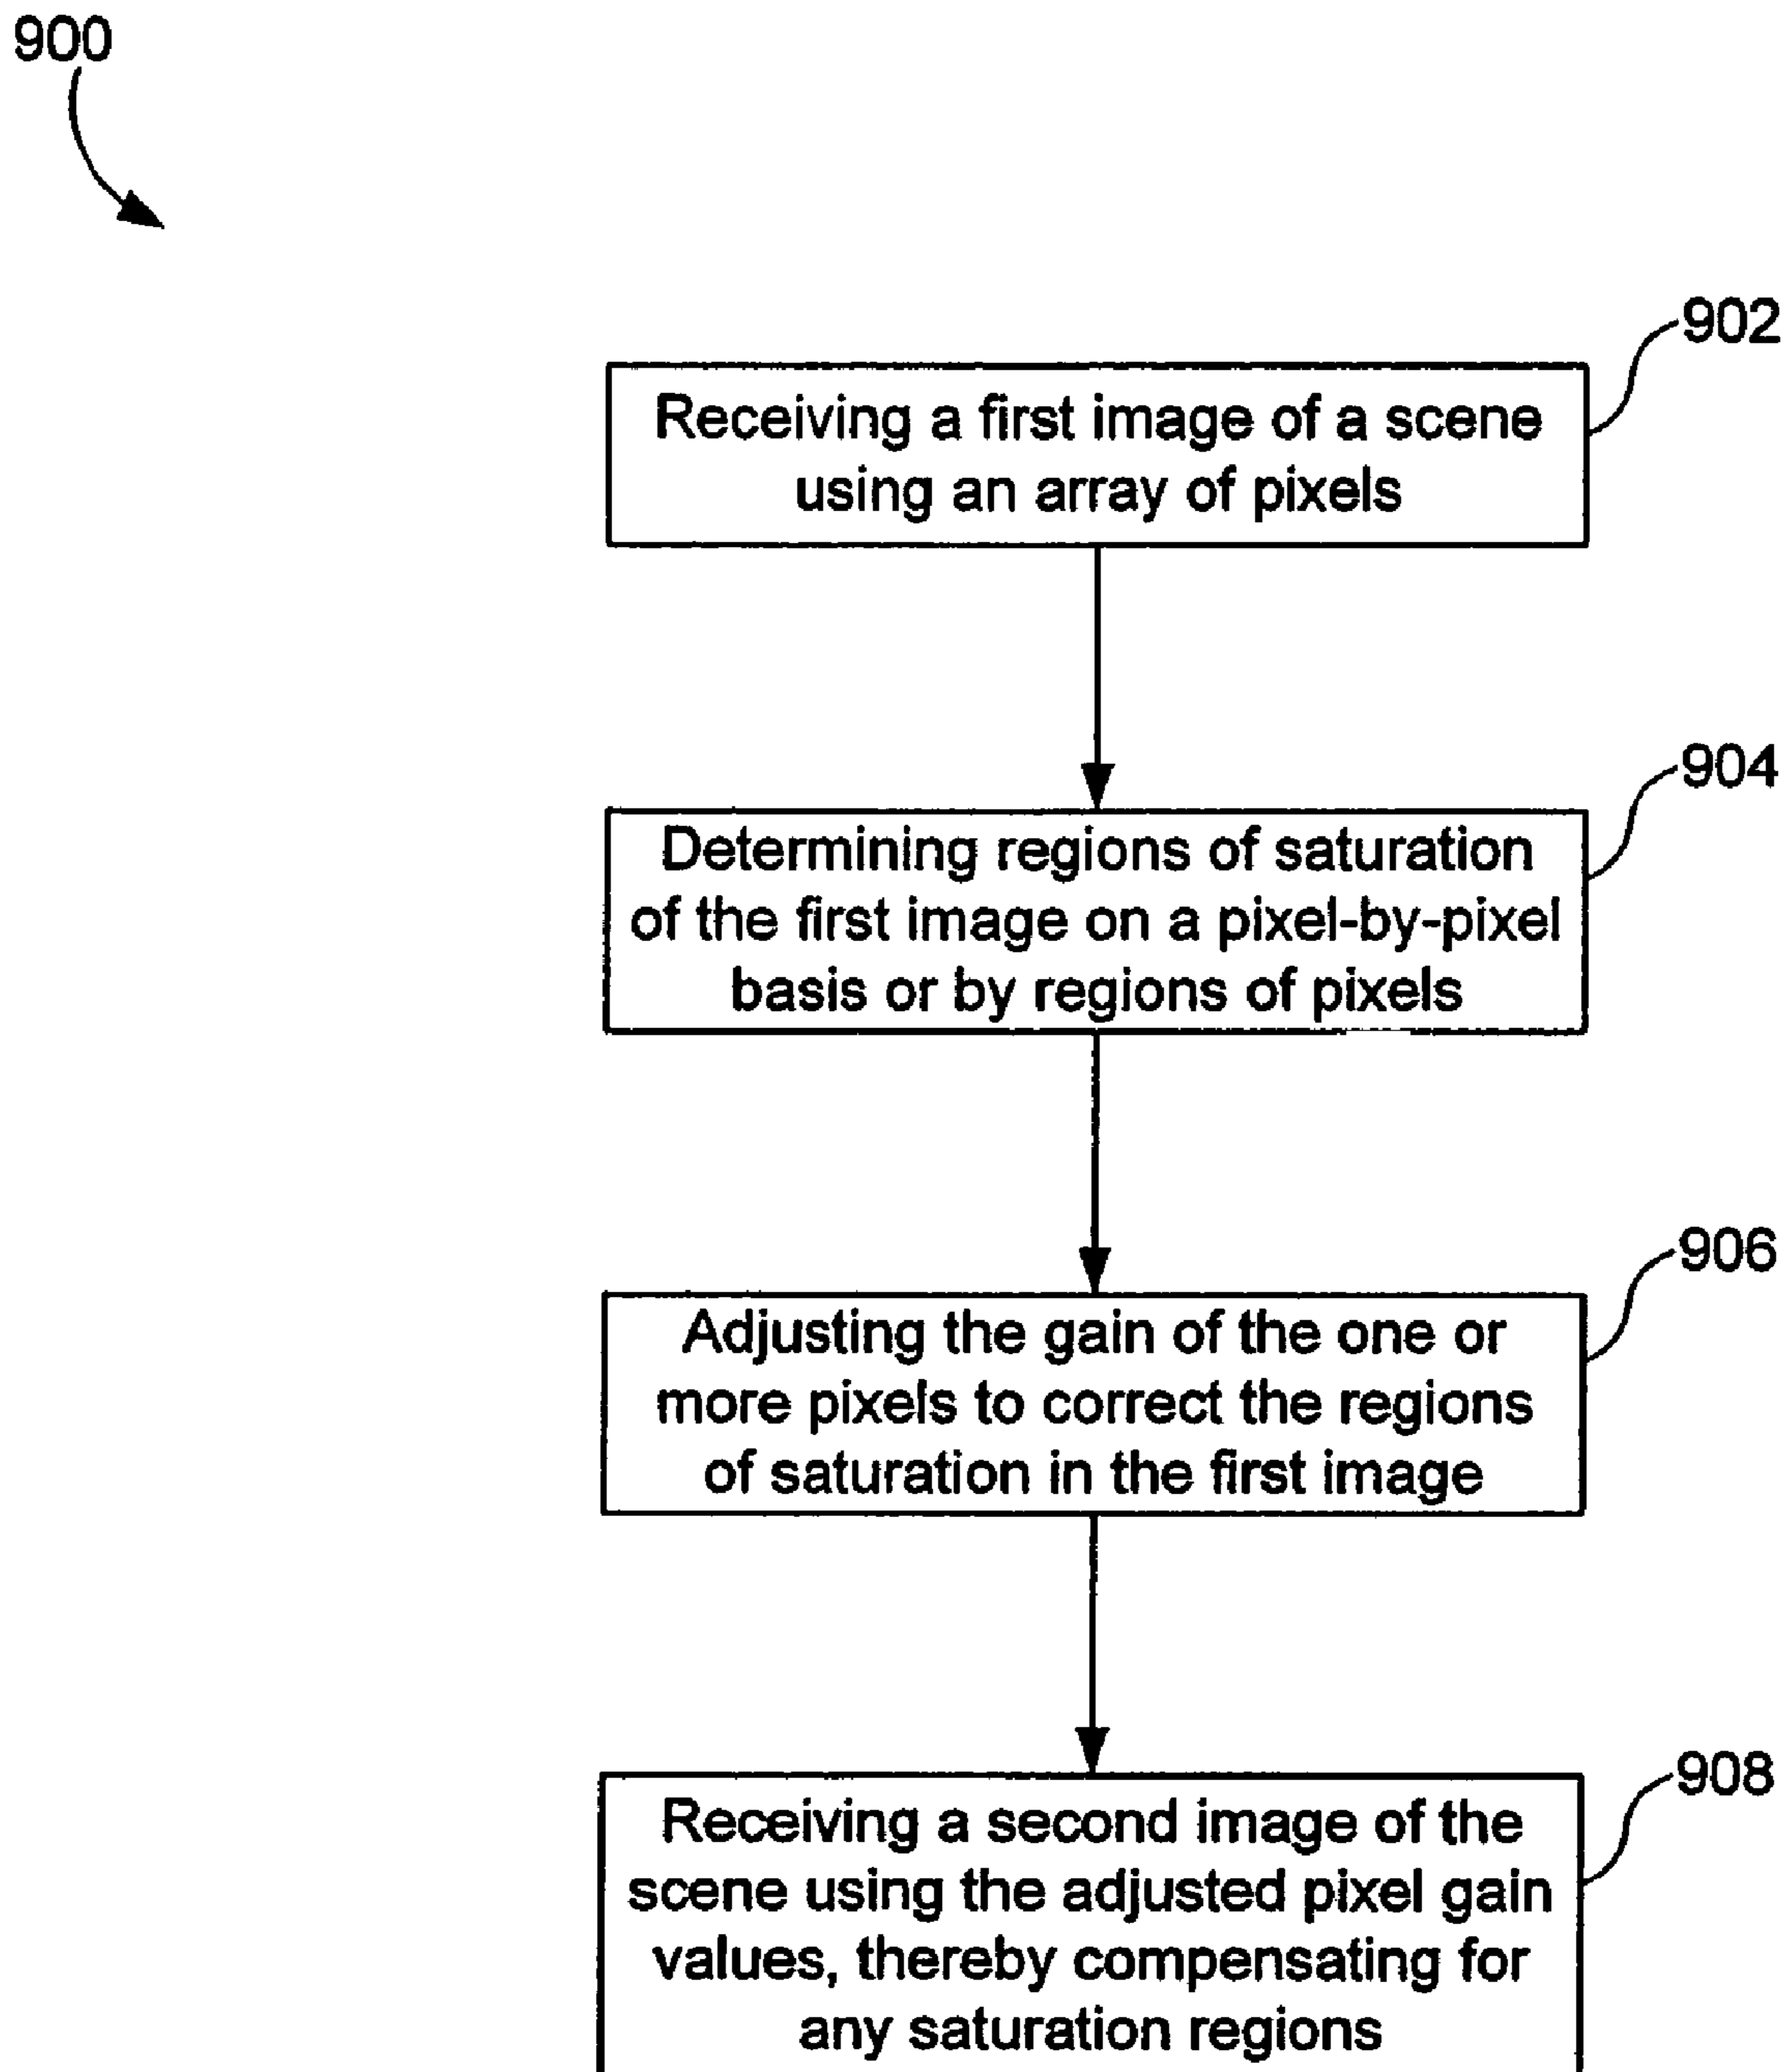 900
902
Receiving a first image of a scene
using an array of pixels
904
Determining regions of saturation
of the first image on a pixel-by-pixel
basis or by regions of pixels
906
Adjusting the gain of the one or
more pixels to correct the regions
of saturation in the first image
908
Receiving a second image of the
scene using the adjusted pixel gain
values, thereby compensating for
any saturation regions